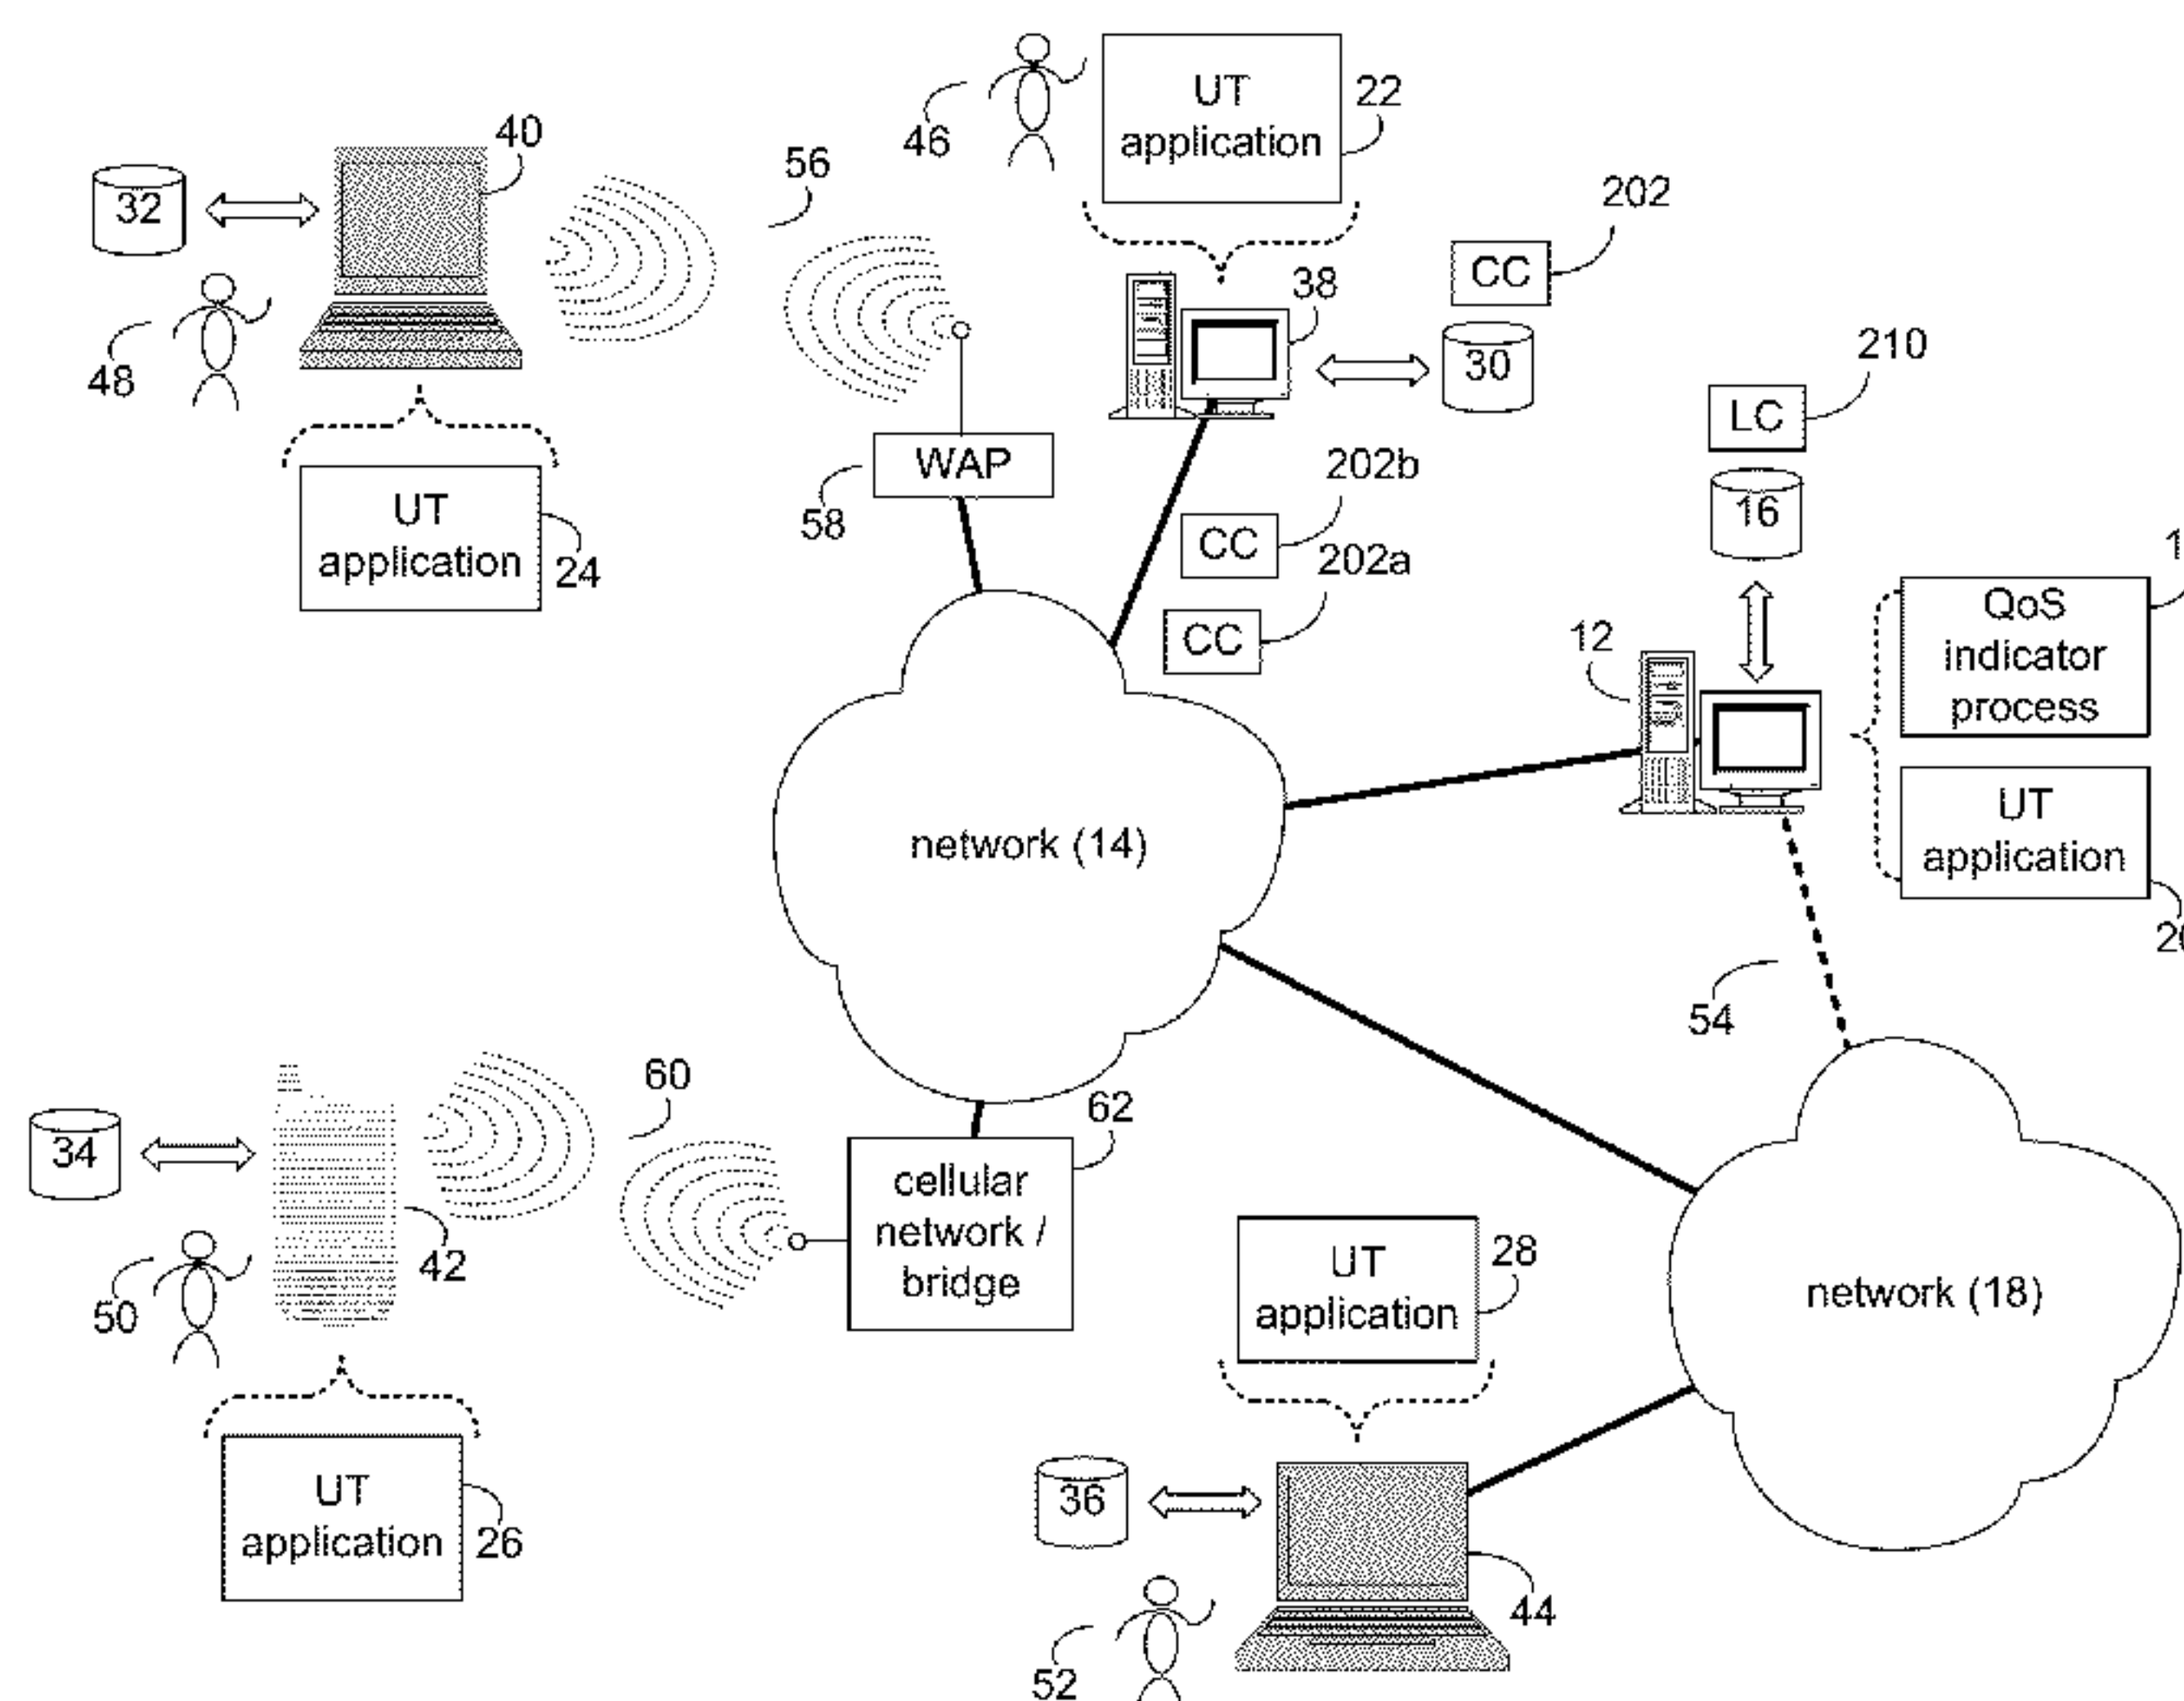 46
UT
application
22
40
32
56
202
CC
38
30
48
210
LC
WAP
58
202b
CC
202a
CC
UT
application
24
16
12
QoS
indicator
process
network (14)
UT
application
54
60
62
34
cellular
network /
bridge
42
50
UT
application
28
network (18)
UT
application
26
36
44
52